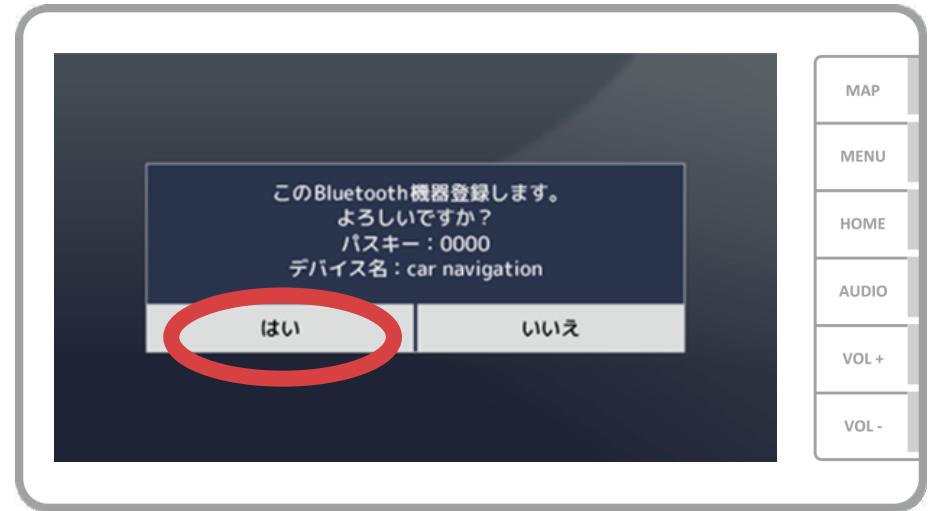 このBluetooth機器登録します。
よろしいですか？
パスキー：0000
デバイス名：car navigation
はい
いいえ
MAP
MENU
HOME
AUDIO
VOL +
VOL -